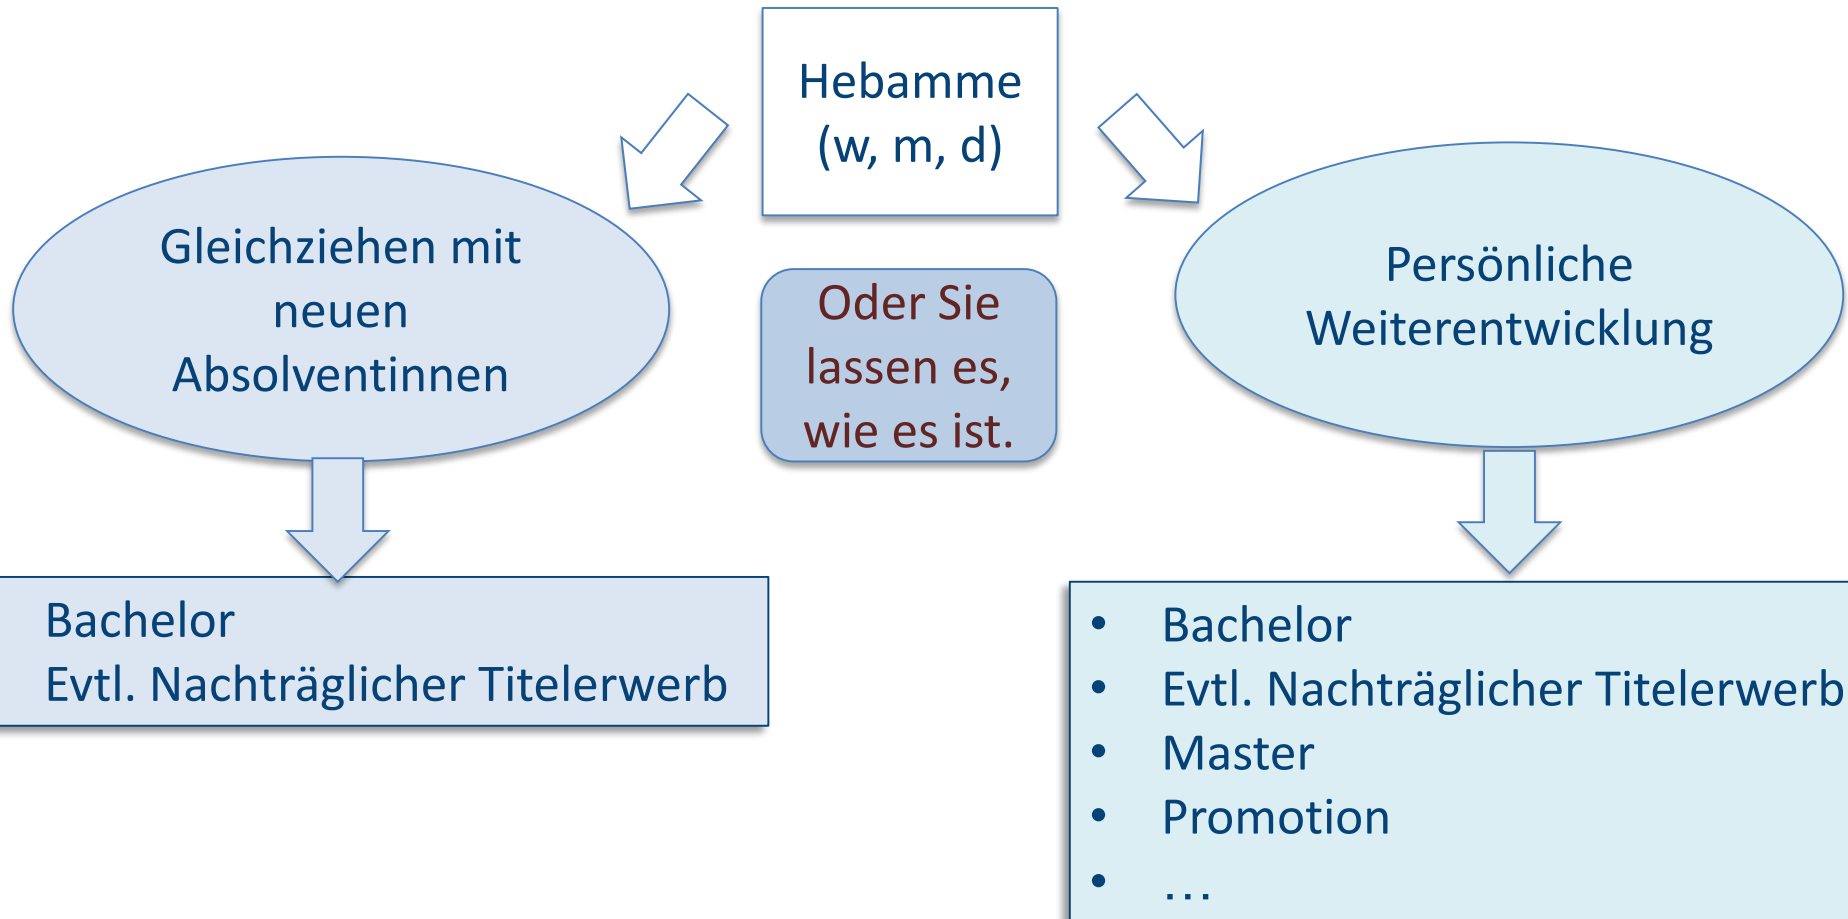 Hebamme
(w, m, d)
Gleichziehen mit
neuen
Absolventinnen
Oder Sie
lassen es,
wie es ist.
Persönliche
Weiterentwicklung
Bachelor
Evtl. Nachträglicher Titelerwerb
• Bachelor
• Evtl. Nachträglicher Titelerwerb
• Master
• Promotion
• …